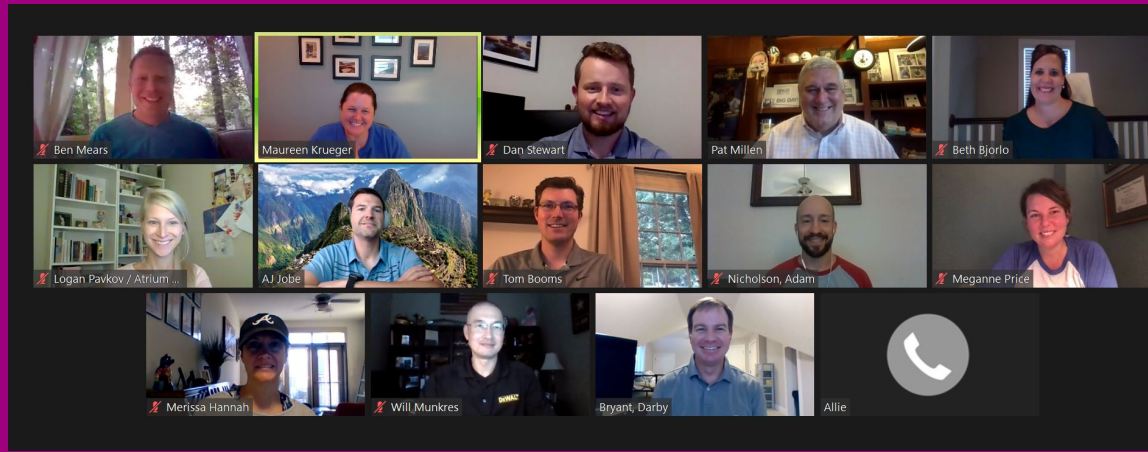 Ben Mears
Maureen Krueger
Dan Stewart
Pat Millen
Beth Bjorlo
Logan Pavkov / Atrium ...
AJ Jobe
Tom Booms
Nicholson, Adam
Meganne Price
Merissa Hannah
Will Munkres
DEWALT
Bryant, Darby
Allie